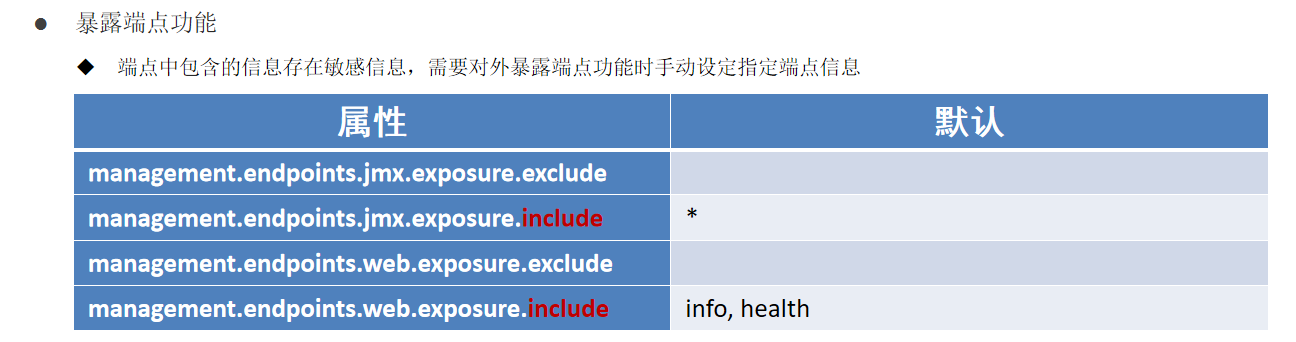 暴露端点功能
端点中包含的信息存在敏感信息，需要对外暴露端点功能时手动设定指定端点信息
属性 默认
management.endpoints.jmx.exposure.exclude
management.endpoints.jmx.exposure.include *
management.endpoints.web.exposure.exclude
management.endpoints.web.exposure.include info, health